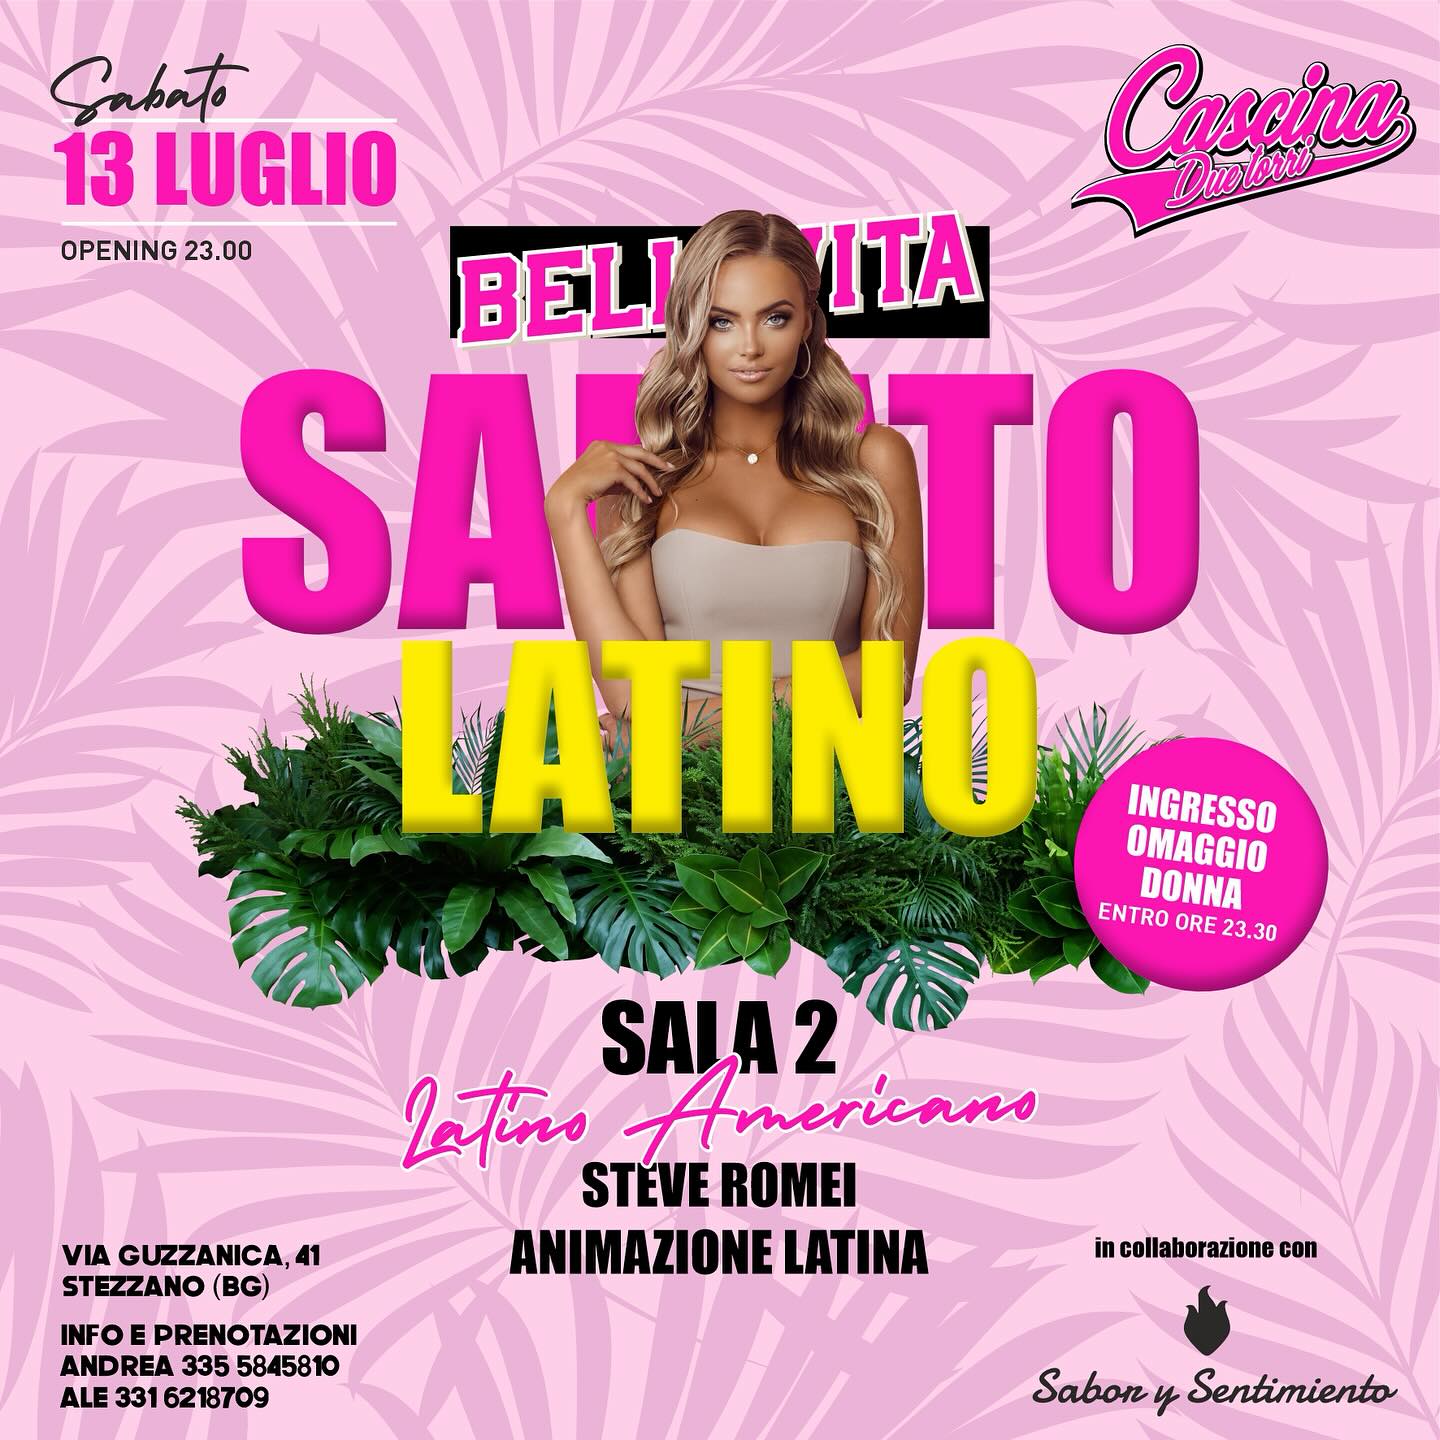 Sabato
13 LUGLIO
OPENING 23.00
Cascina
Due torri
SALA 2
LATINO
INGRESSO
OMAGGIO
DONNA
ENTRO ORE 23.30
Latino Americano
STEVE ROMEI
ANIMAZIONE LATINA
VIA GUZZANICA, 41
STEZZANO (BG)
INFO E PRENOTAZIONI
ANDREA 335 5845810
ALE 331 6218709
in collaborazione con
Sabor y Sentimiento